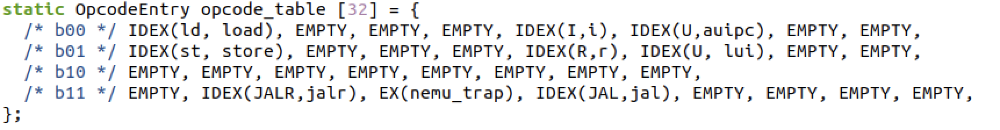 static OpcodeEntry opcode_table [32] = {
  /* b00 */ IDEX(ld, load), EMPTY, EMPTY, EMPTY, IDEX(I,i), IDEX(U,auipc), EMPTY, EMPTY,
  /* b01 */ IDEX(st, store), EMPTY, EMPTY, EMPTY, IDEX(R,r), IDEX(U, lui), EMPTY, EMPTY,
  /* b10 */ EMPTY, EMPTY, EMPTY, EMPTY, EMPTY, EMPTY, EMPTY, EMPTY,
  /* b11 */ EMPTY, IDEX(JALR,jalr), EX(nemu_trap), IDEX(JAL,jal), EMPTY, EMPTY, EMPTY, EMPTY,
};